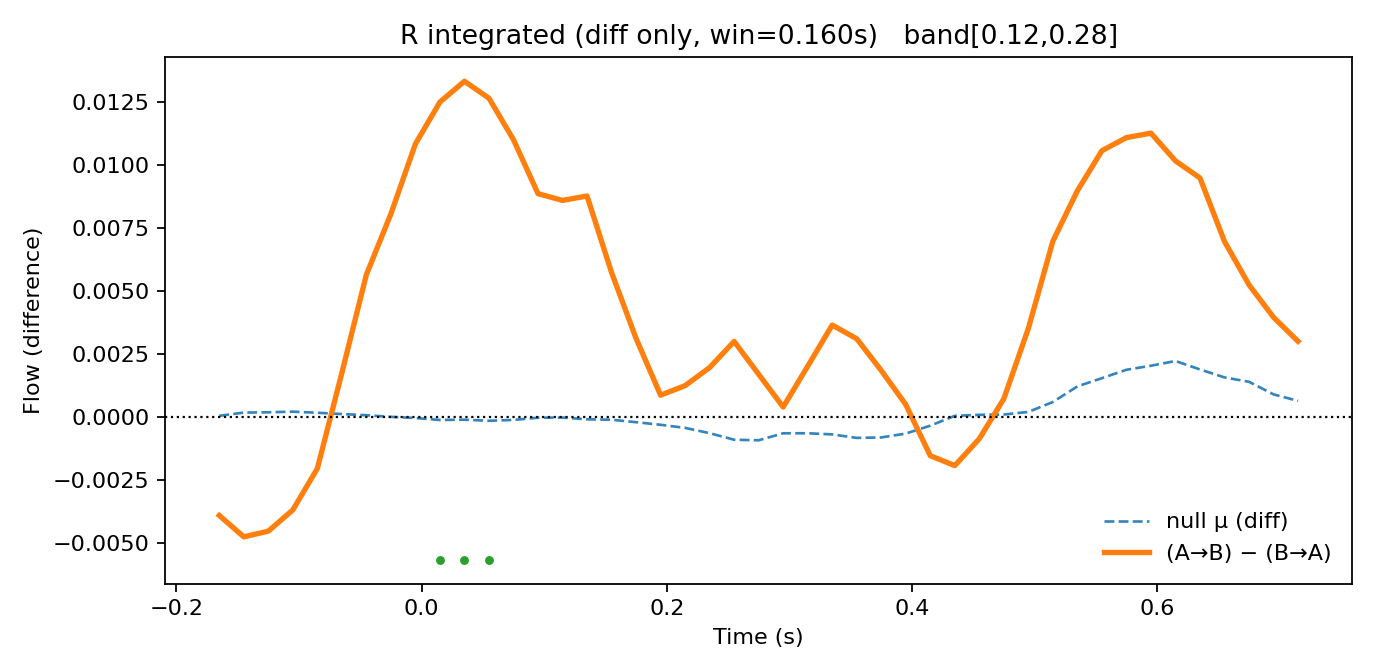 R integrated (diff only, win=0.160s)   band[0.12,0.28]
Flow (difference)
0.0125
0.0100
0.0075
0.0050
0.0025
0.0000
−0.0025
−0.0050
null μ (diff)
(A→B) − (B→A)
−0.2
0.0
0.2
0.4
0.6
Time (s)